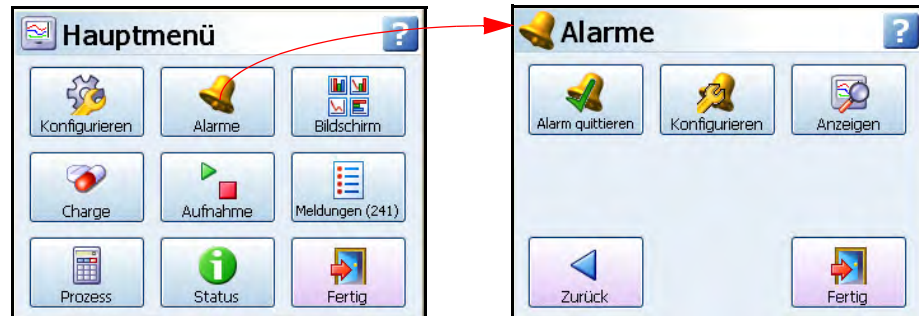 Hauptmenü
?
Konfigurieren
Alarme
Bildschirm
Charge
Aufnahme
Meldungen (241)
Prozess
Status
Fertig
Alarme
?
Alarm quittieren
Konfigurieren
Anzeigen
Zurück
Fertig